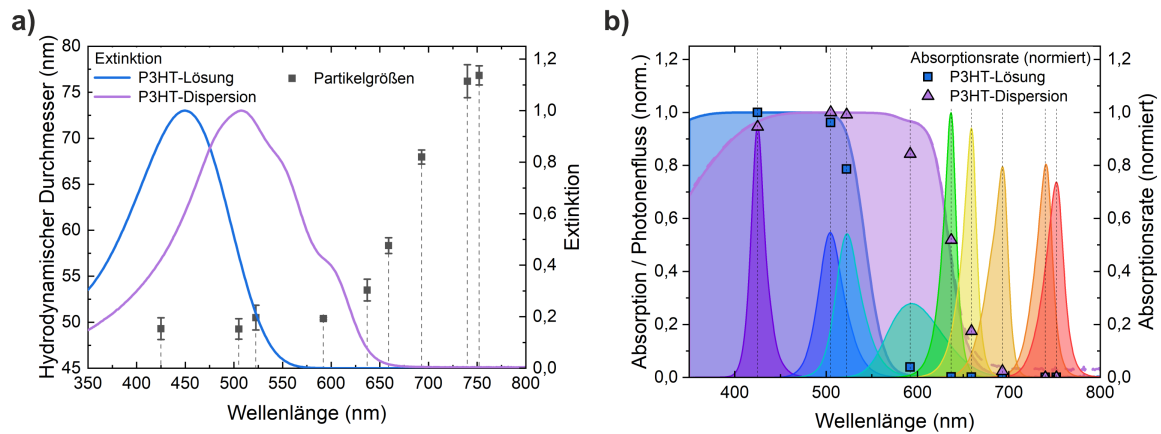 a)
Hydrodynamischer Durchmesser (nm)
80
75
70
65
60
55
50
45
Extinktion
P3HT-Lösung
P3HT-Dispersion
Partikelgrößen
1,2
1,0
0,8
0,6
0,4
0,2
0,0
Extinktion
350 400 450 500 550 600 650 700 750 800
Wellenlänge (nm)
b)
Absorption / Photonenfluss (norm.)
1,2
1,0
0,8
0,6
0,4
0,2
0,0
Absorptionsrate (normiert)
P3HT-Lösung
P3HT-Dispersion
1,2
1,0
0,8
0,6
0,4
0,2
0,0
Absorptionsrate (normiert)
400 500 600 700 800
Wellenlänge (nm)